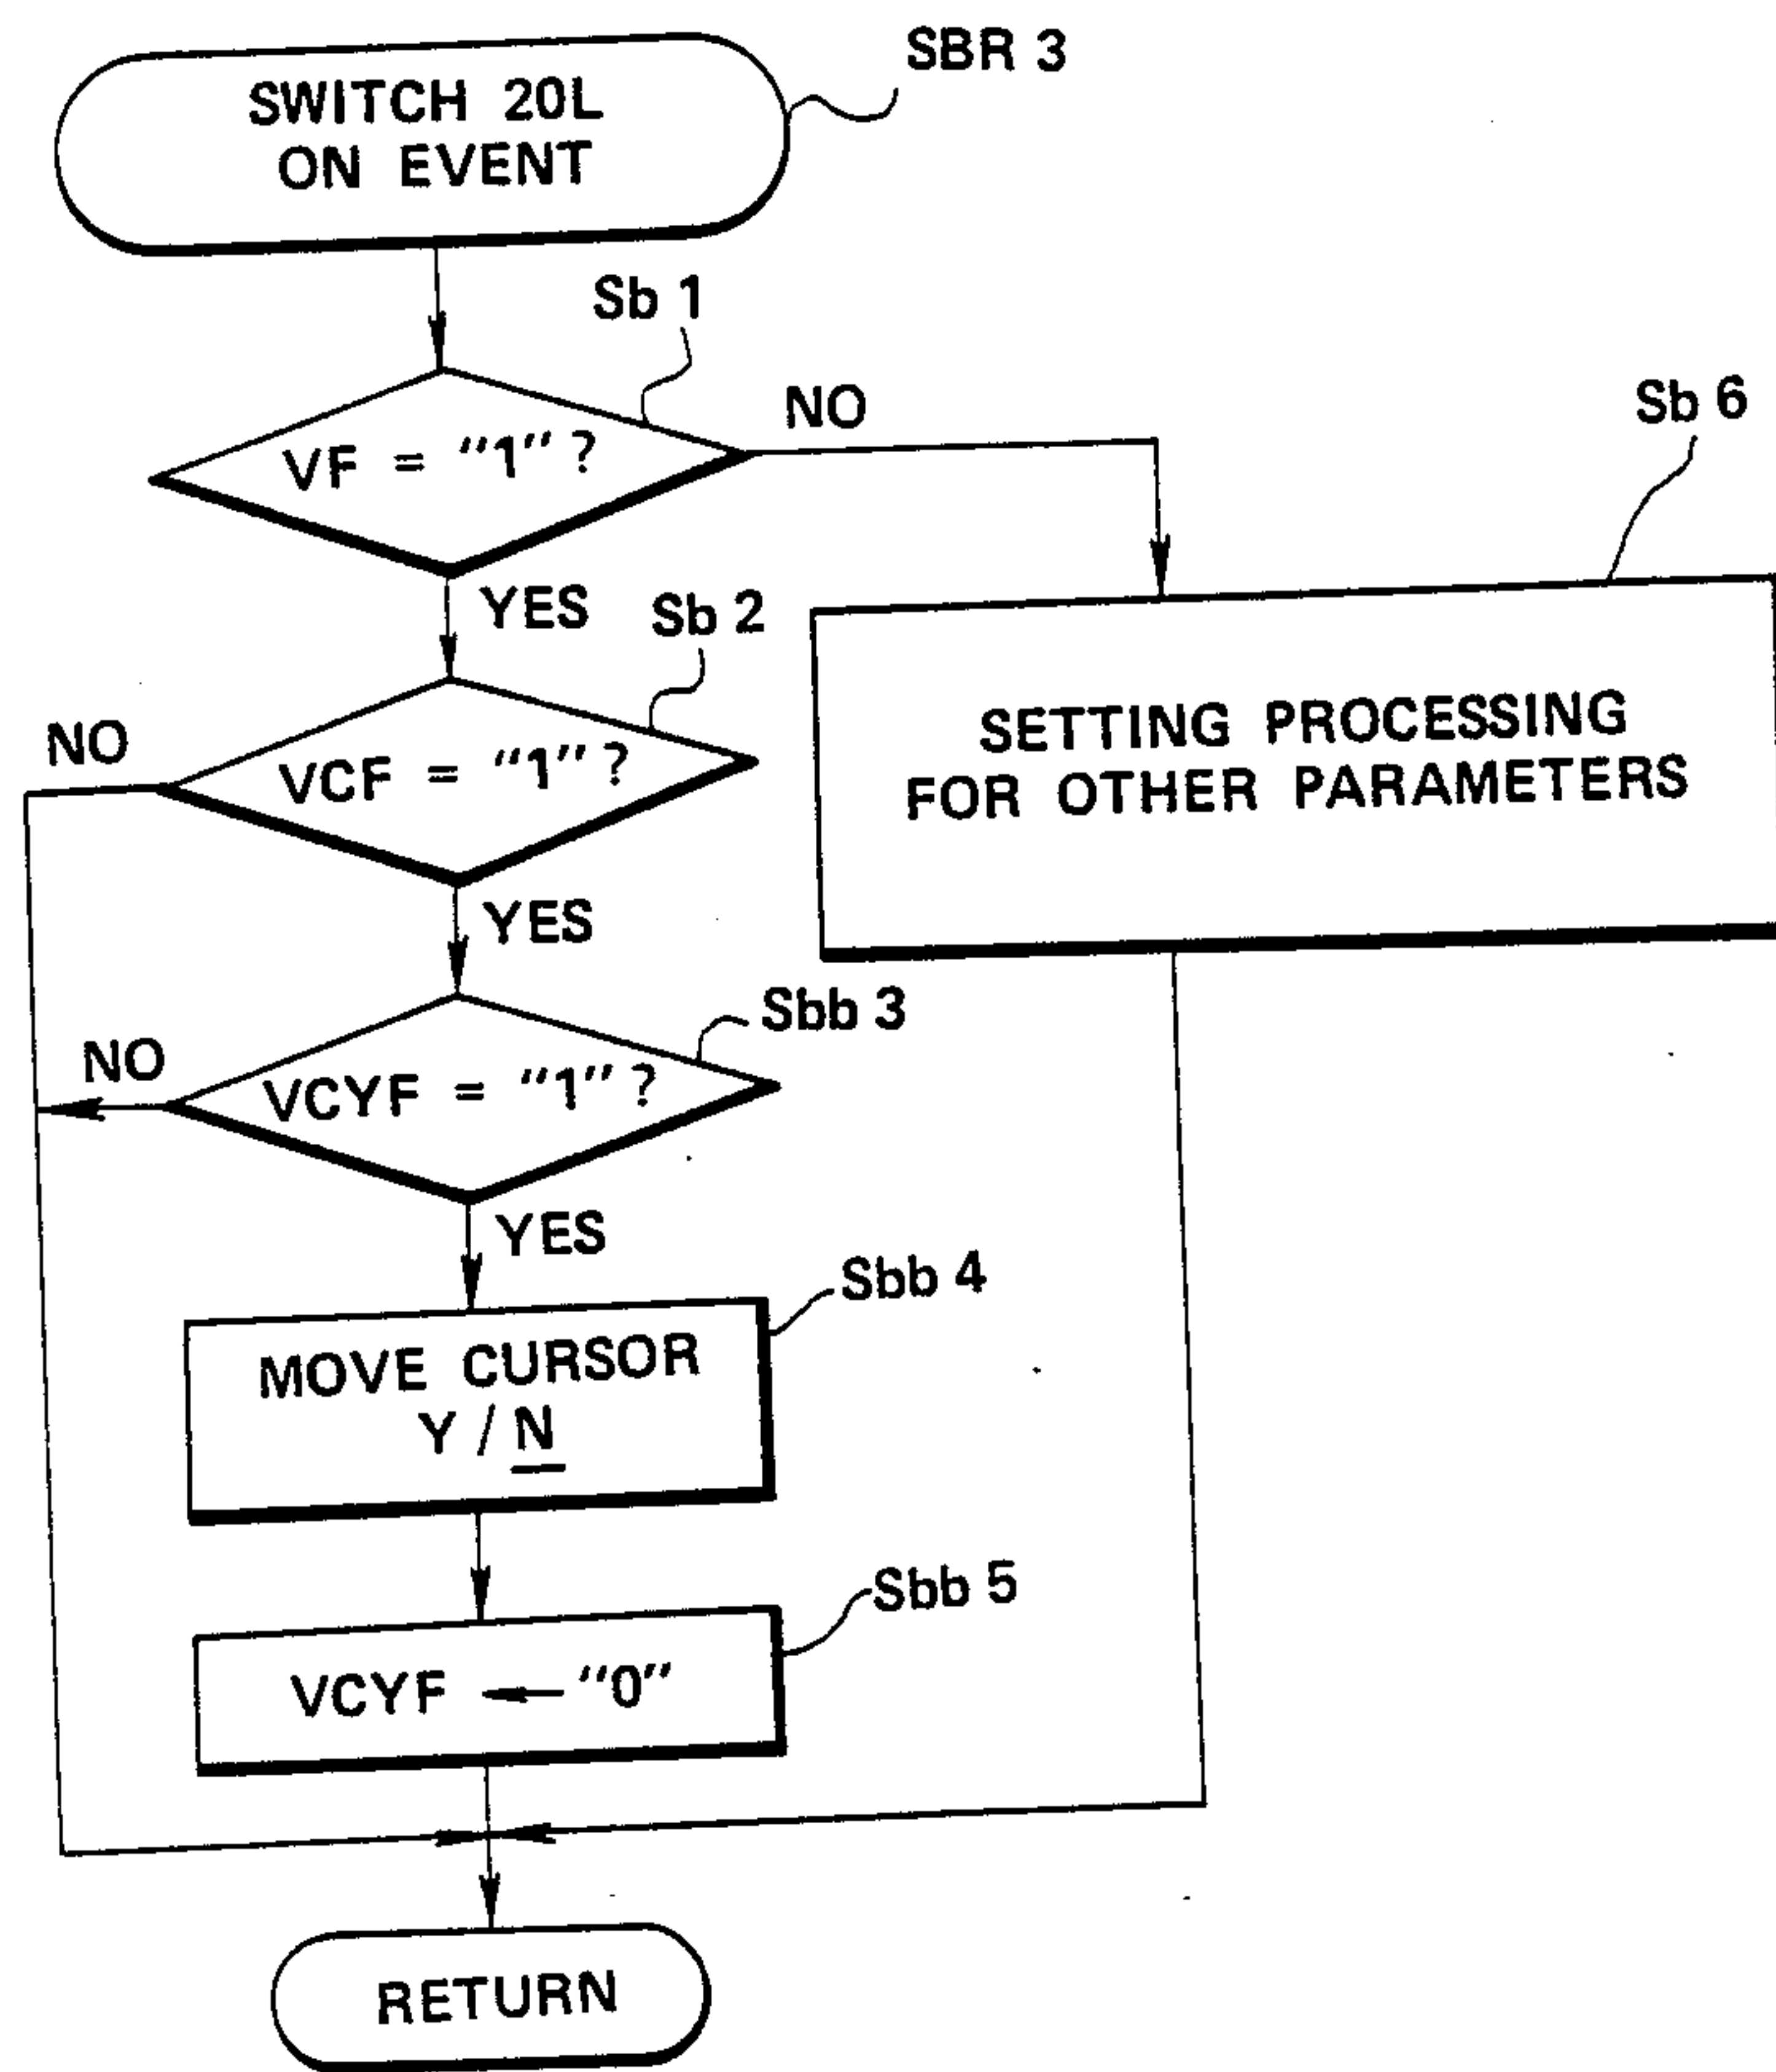 SWITCH 20L
ON EVENT
SBR 3
Sb 1
VF = "1"?
NO
YES
Sb 6
SETTING PROCESSING
FOR OTHER PARAMETERS
Sb 2
VCF = "1"?
NO
YES
Sbb 3
VCYF = "1"?
NO
YES
Sbb 4
MOVE CURSOR
Y / N
Sbb 5
VCYF ← "0"
RETURN